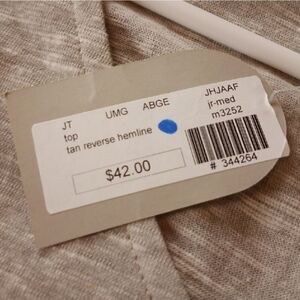 JT UMG ABGE JHJAAF
top jr-med
tan reverse hemline m3252
$42.00
# 344264